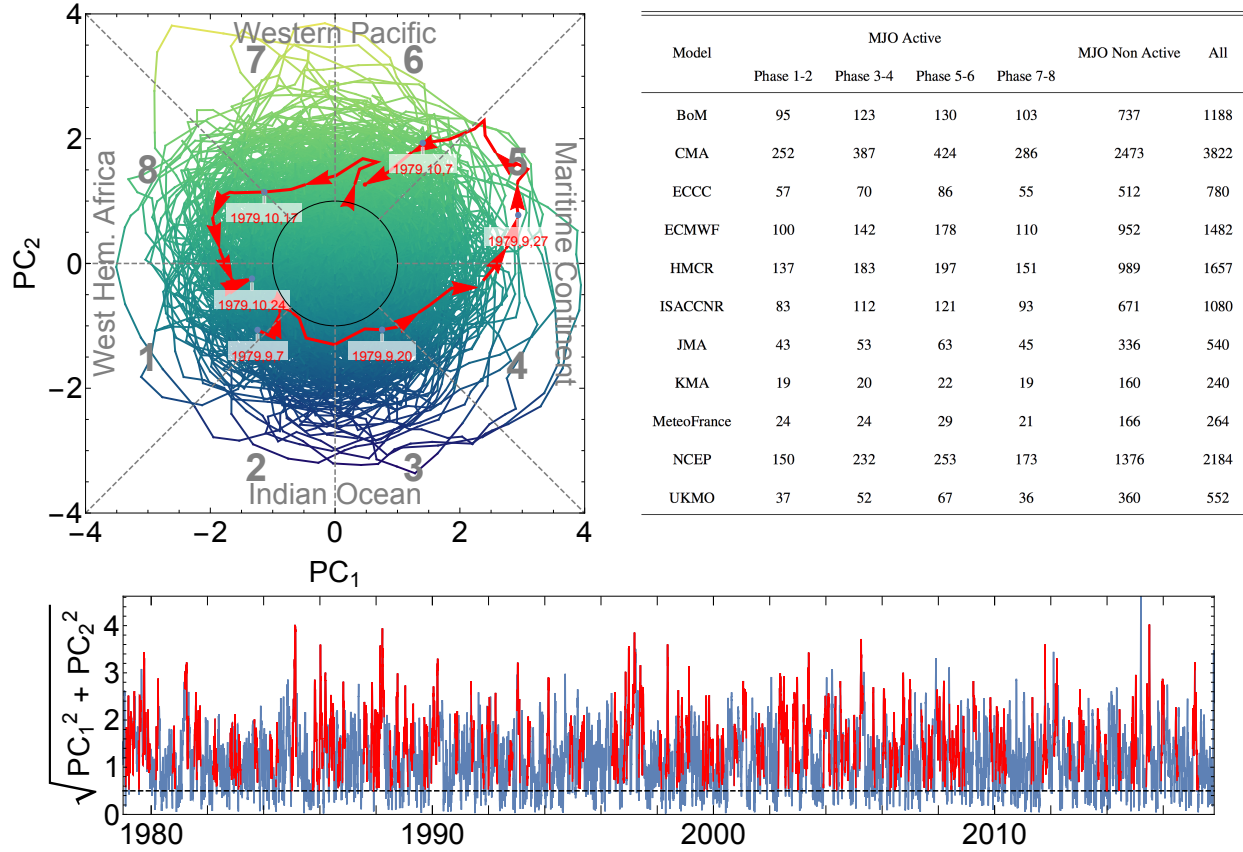 4
2
0
−2
−4
PC2
−4 −2 0 2 4
PC1
Western Pacific
7 6
8 5
West Hem. Africa
Maritime Continent
1 4
2 3
Indian Ocean
1979,10,7
1979,10,17
1979,9,27
1979,10,24
1979,9,7
1979,9,20
Model MJO Active MJO Non Active All
Phase 1-2 Phase 3-4 Phase 5-6 Phase 7-8
BoM 95 123 130 103 737 1188
CMA 252 387 424 286 2473 3822
ECCC 57 70 86 55 512 780
ECMWF 100 142 178 110 952 1482
HMCR 137 183 197 151 989 1657
ISACCNR 83 112 121 93 671 1080
JMA 43 53 63 45 336 540
KMA 19 20 22 19 160 240
MeteoFrance 24 24 29 21 166 264
NCEP 150 232 253 173 1376 2184
UKMO 37 52 67 36 360 552
√PC1² + PC2²
4
3
2
1
0
1980 1990 2000 2010